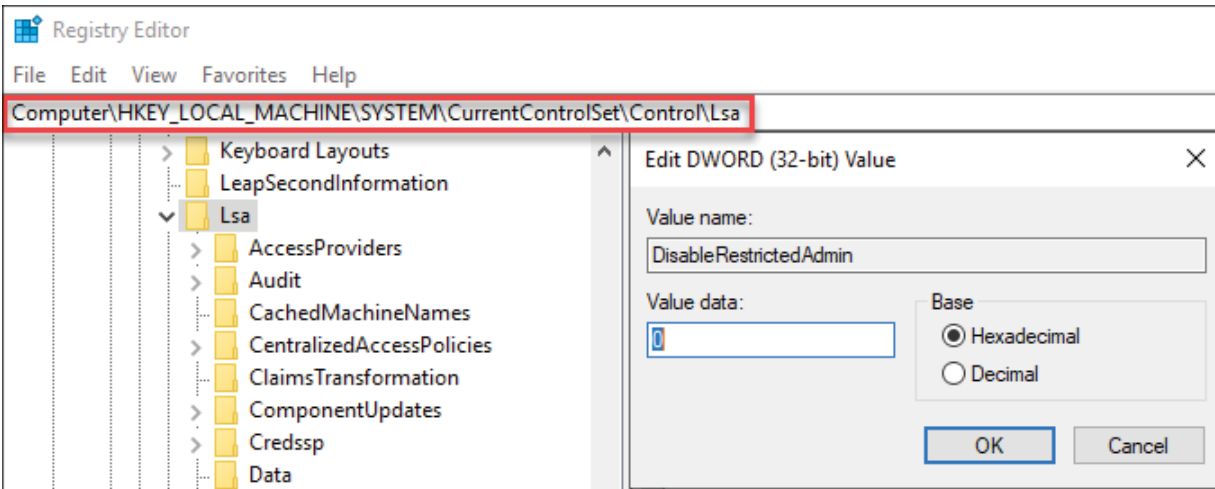 Registry Editor
File Edit View Favorites Help
Computer\HKEY_LOCAL_MACHINE\SYSTEM\CurrentControlSet\Control\Lsa
Keyboard Layouts
LeapSecondInformation
Lsa
AccessProviders
Audit
CachedMachineNames
CentralizedAccessPolicies
ClaimsTransformation
ComponentUpdates
Credssp
Data
Edit DWORD (32-bit) Value
Value name:
DisableRestrictedAdmin
Value data:
0
Base
Hexadecimal
Decimal
OK Cancel